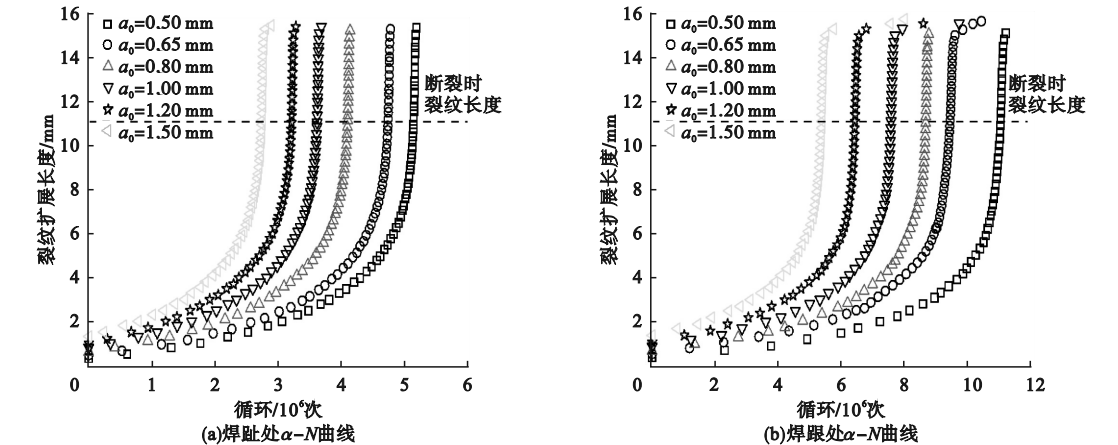 16
14
12
10
8
6
4
2
0
1
2
3
4
5
6
裂纹扩展长度/mm
a₀=0.50 mm
a₀=0.65 mm
a₀=0.80 mm
a₀=1.00 mm
a₀=1.20 mm
a₀=1.50 mm
断裂时
裂纹长度
循环/10⁶次
(a)焊趾处α-N曲线
16
14
12
10
8
6
4
2
0
2
4
6
8
10
12
裂纹扩展长度/mm
a₀=0.50 mm
a₀=0.65 mm
a₀=0.80 mm
a₀=1.00 mm
a₀=1.20 mm
a₀=1.50 mm
断裂时
裂纹长度
循环/10⁶次
(b)焊跟处α-N曲线